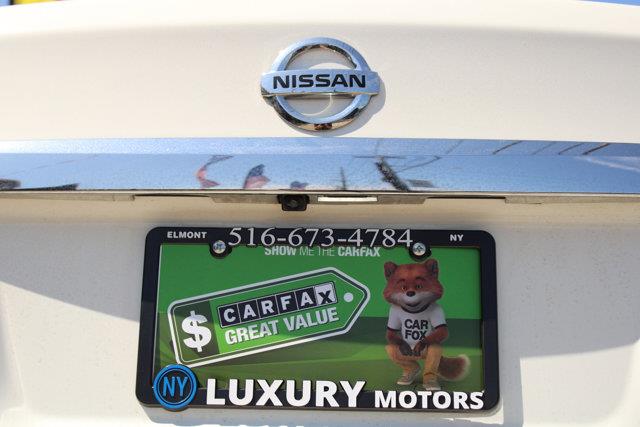 NISSAN
ELMONT NY
516-673-4784
SHOW ME THE CARFAX
CARFAX
$ GREAT VALUE
CAR
FOX
NY LUXURY MOTORS